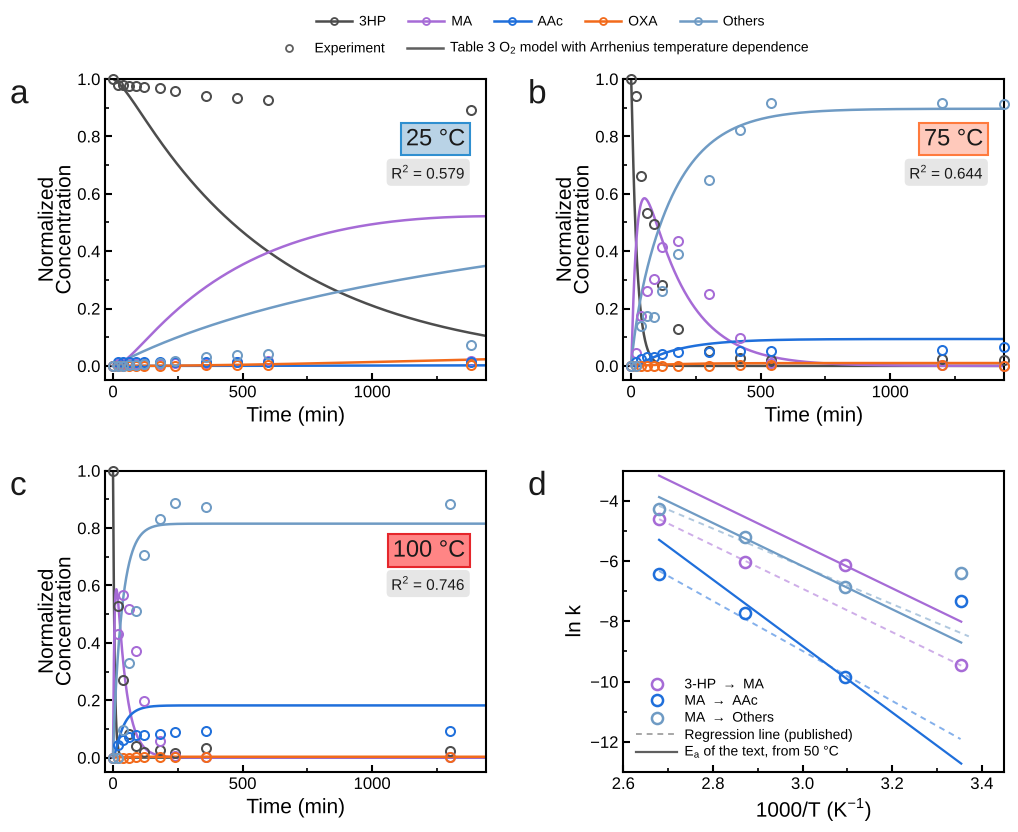 3HP MA AAc OXA Others
Experiment Table 3 O₂ model with Arrhenius temperature dependence
a
25 °C
R² = 0.579
Normalized
Concentration
1.0
0.8
0.6
0.4
0.2
0.0
0 500 1000
Time (min)
b
75 °C
R² = 0.644
Normalized
Concentration
1.0
0.8
0.6
0.4
0.2
0.0
0 500 1000
Time (min)
c
100 °C
R² = 0.746
Normalized
Concentration
1.0
0.8
0.6
0.4
0.2
0.0
0 500 1000
Time (min)
d
ln k
−4
−6
−8
−10
−12
3-HP → MA
MA → AAc
MA → Others
Regression line (published)
Eₐ of the text, from 50 °C
2.6 2.8 3.0 3.2 3.4
1000/T (K⁻¹)